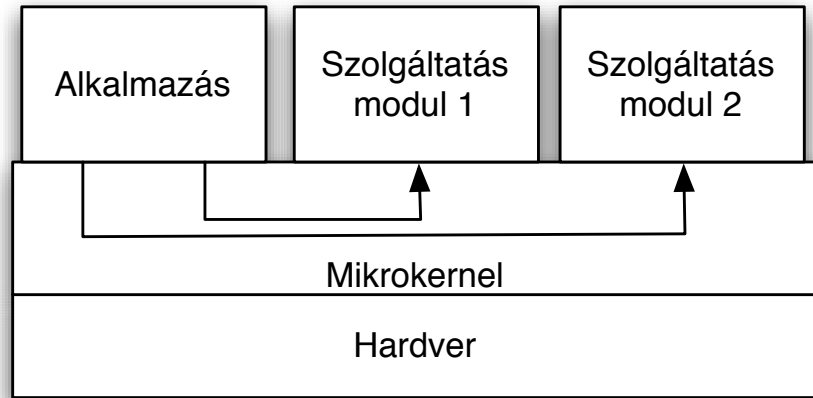 Alkalmazás
Szolgáltatás
modul 1
Szolgáltatás
modul 2
Mikrokernel
Hardver